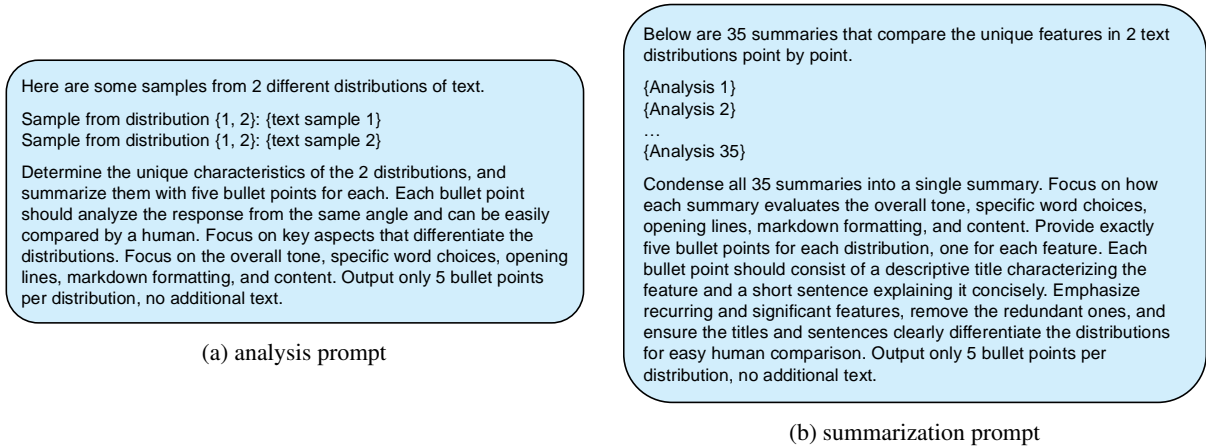 Here are some samples from 2 different distributions of text.
Sample from distribution {1, 2}: {text sample 1}
Sample from distribution {1, 2}: {text sample 2}
Determine the unique characteristics of the 2 distributions, and
summarize them with five bullet points for each. Each bullet point
should analyze the response from the same angle and can be easily
compared by a human. Focus on key aspects that differentiate the
distributions. Focus on the overall tone, specific word choices, opening
lines, markdown formatting, and content. Output only 5 bullet points
per distribution, no additional text.
(a) analysis prompt
Below are 35 summaries that compare the unique features in 2 text
distributions point by point.
{Analysis 1}
{Analysis 2}
…
{Analysis 35}
Condense all 35 summaries into a single summary. Focus on how
each summary evaluates the overall tone, specific word choices,
opening lines, markdown formatting, and content. Provide exactly
five bullet points for each distribution, one for each feature. Each
bullet point should consist of a descriptive title characterizing the
feature and a short sentence explaining it concisely. Emphasize
recurring and significant features, remove the redundant ones, and
ensure the titles and sentences clearly differentiate the distributions
for easy human comparison. Output only 5 bullet points per
distribution, no additional text.
(b) summarization prompt